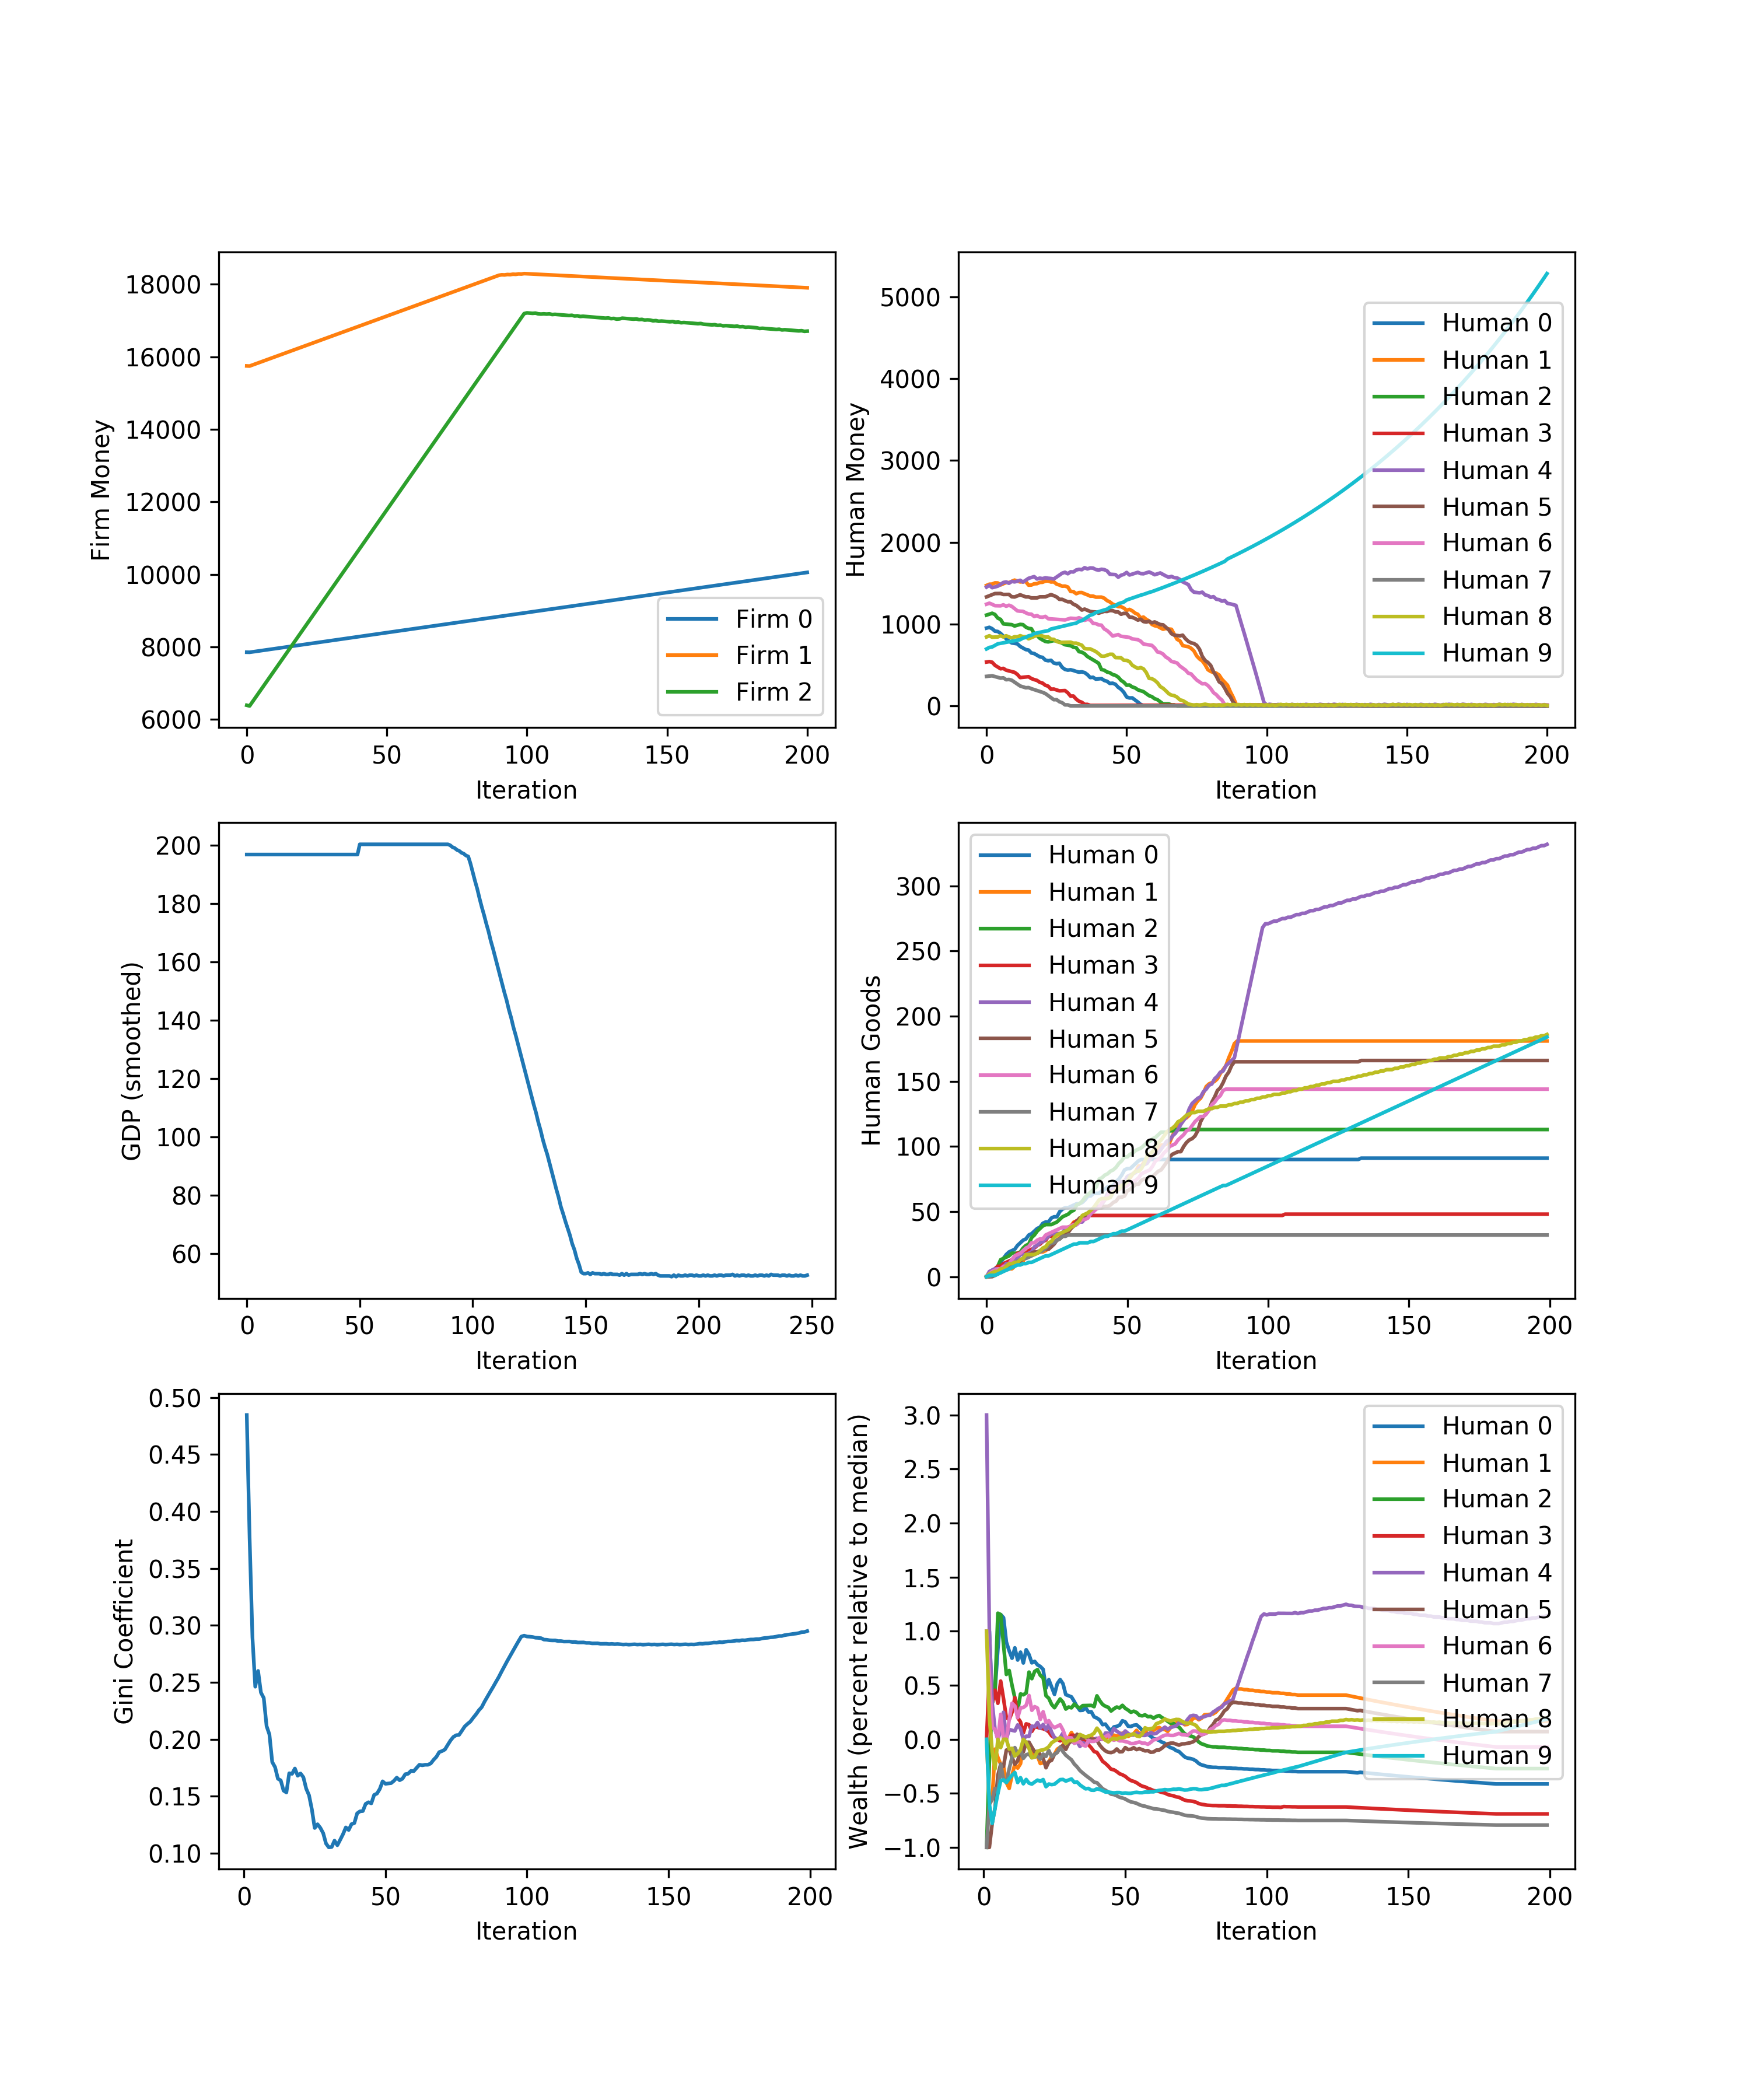 18000
16000
14000
12000
10000
8000
6000
Firm Money
Firm 0
Firm 1
Firm 2
0 50 100 150 200
Iteration
5000
4000
3000
2000
1000
0
Human Money
Human 0
Human 1
Human 2
Human 3
Human 4
Human 5
Human 6
Human 7
Human 8
Human 9
0 50 100 150 200
Iteration
200
180
160
140
120
100
80
60
GDP (smoothed)
0 50 100 150 200 250
Iteration
300
250
200
150
100
50
0
Human Goods
Human 0
Human 1
Human 2
Human 3
Human 4
Human 5
Human 6
Human 7
Human 8
Human 9
0 50 100 150 200
Iteration
0.50
0.45
0.40
0.35
0.30
0.25
0.20
0.15
0.10
Gini Coefficient
0 50 100 150 200
Iteration
3.0
2.5
2.0
1.5
1.0
0.5
0.0
−0.5
−1.0
Wealth (percent relative to median)
Human 0
Human 1
Human 2
Human 3
Human 4
Human 5
Human 6
Human 7
Human 8
Human 9
0 50 100 150 200
Iteration